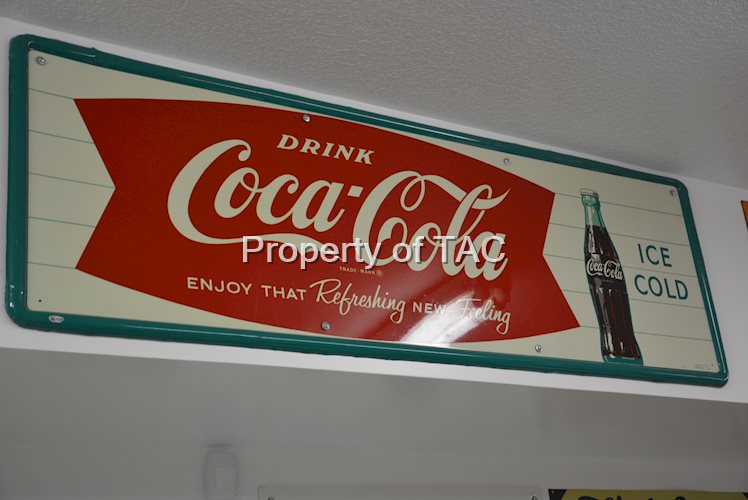 DRINK
Coca-Cola
TRADE-MARK ®
ENJOY THAT Refreshing NEW Feeling
Coca-Cola
ICE
COLD
Property of TAC